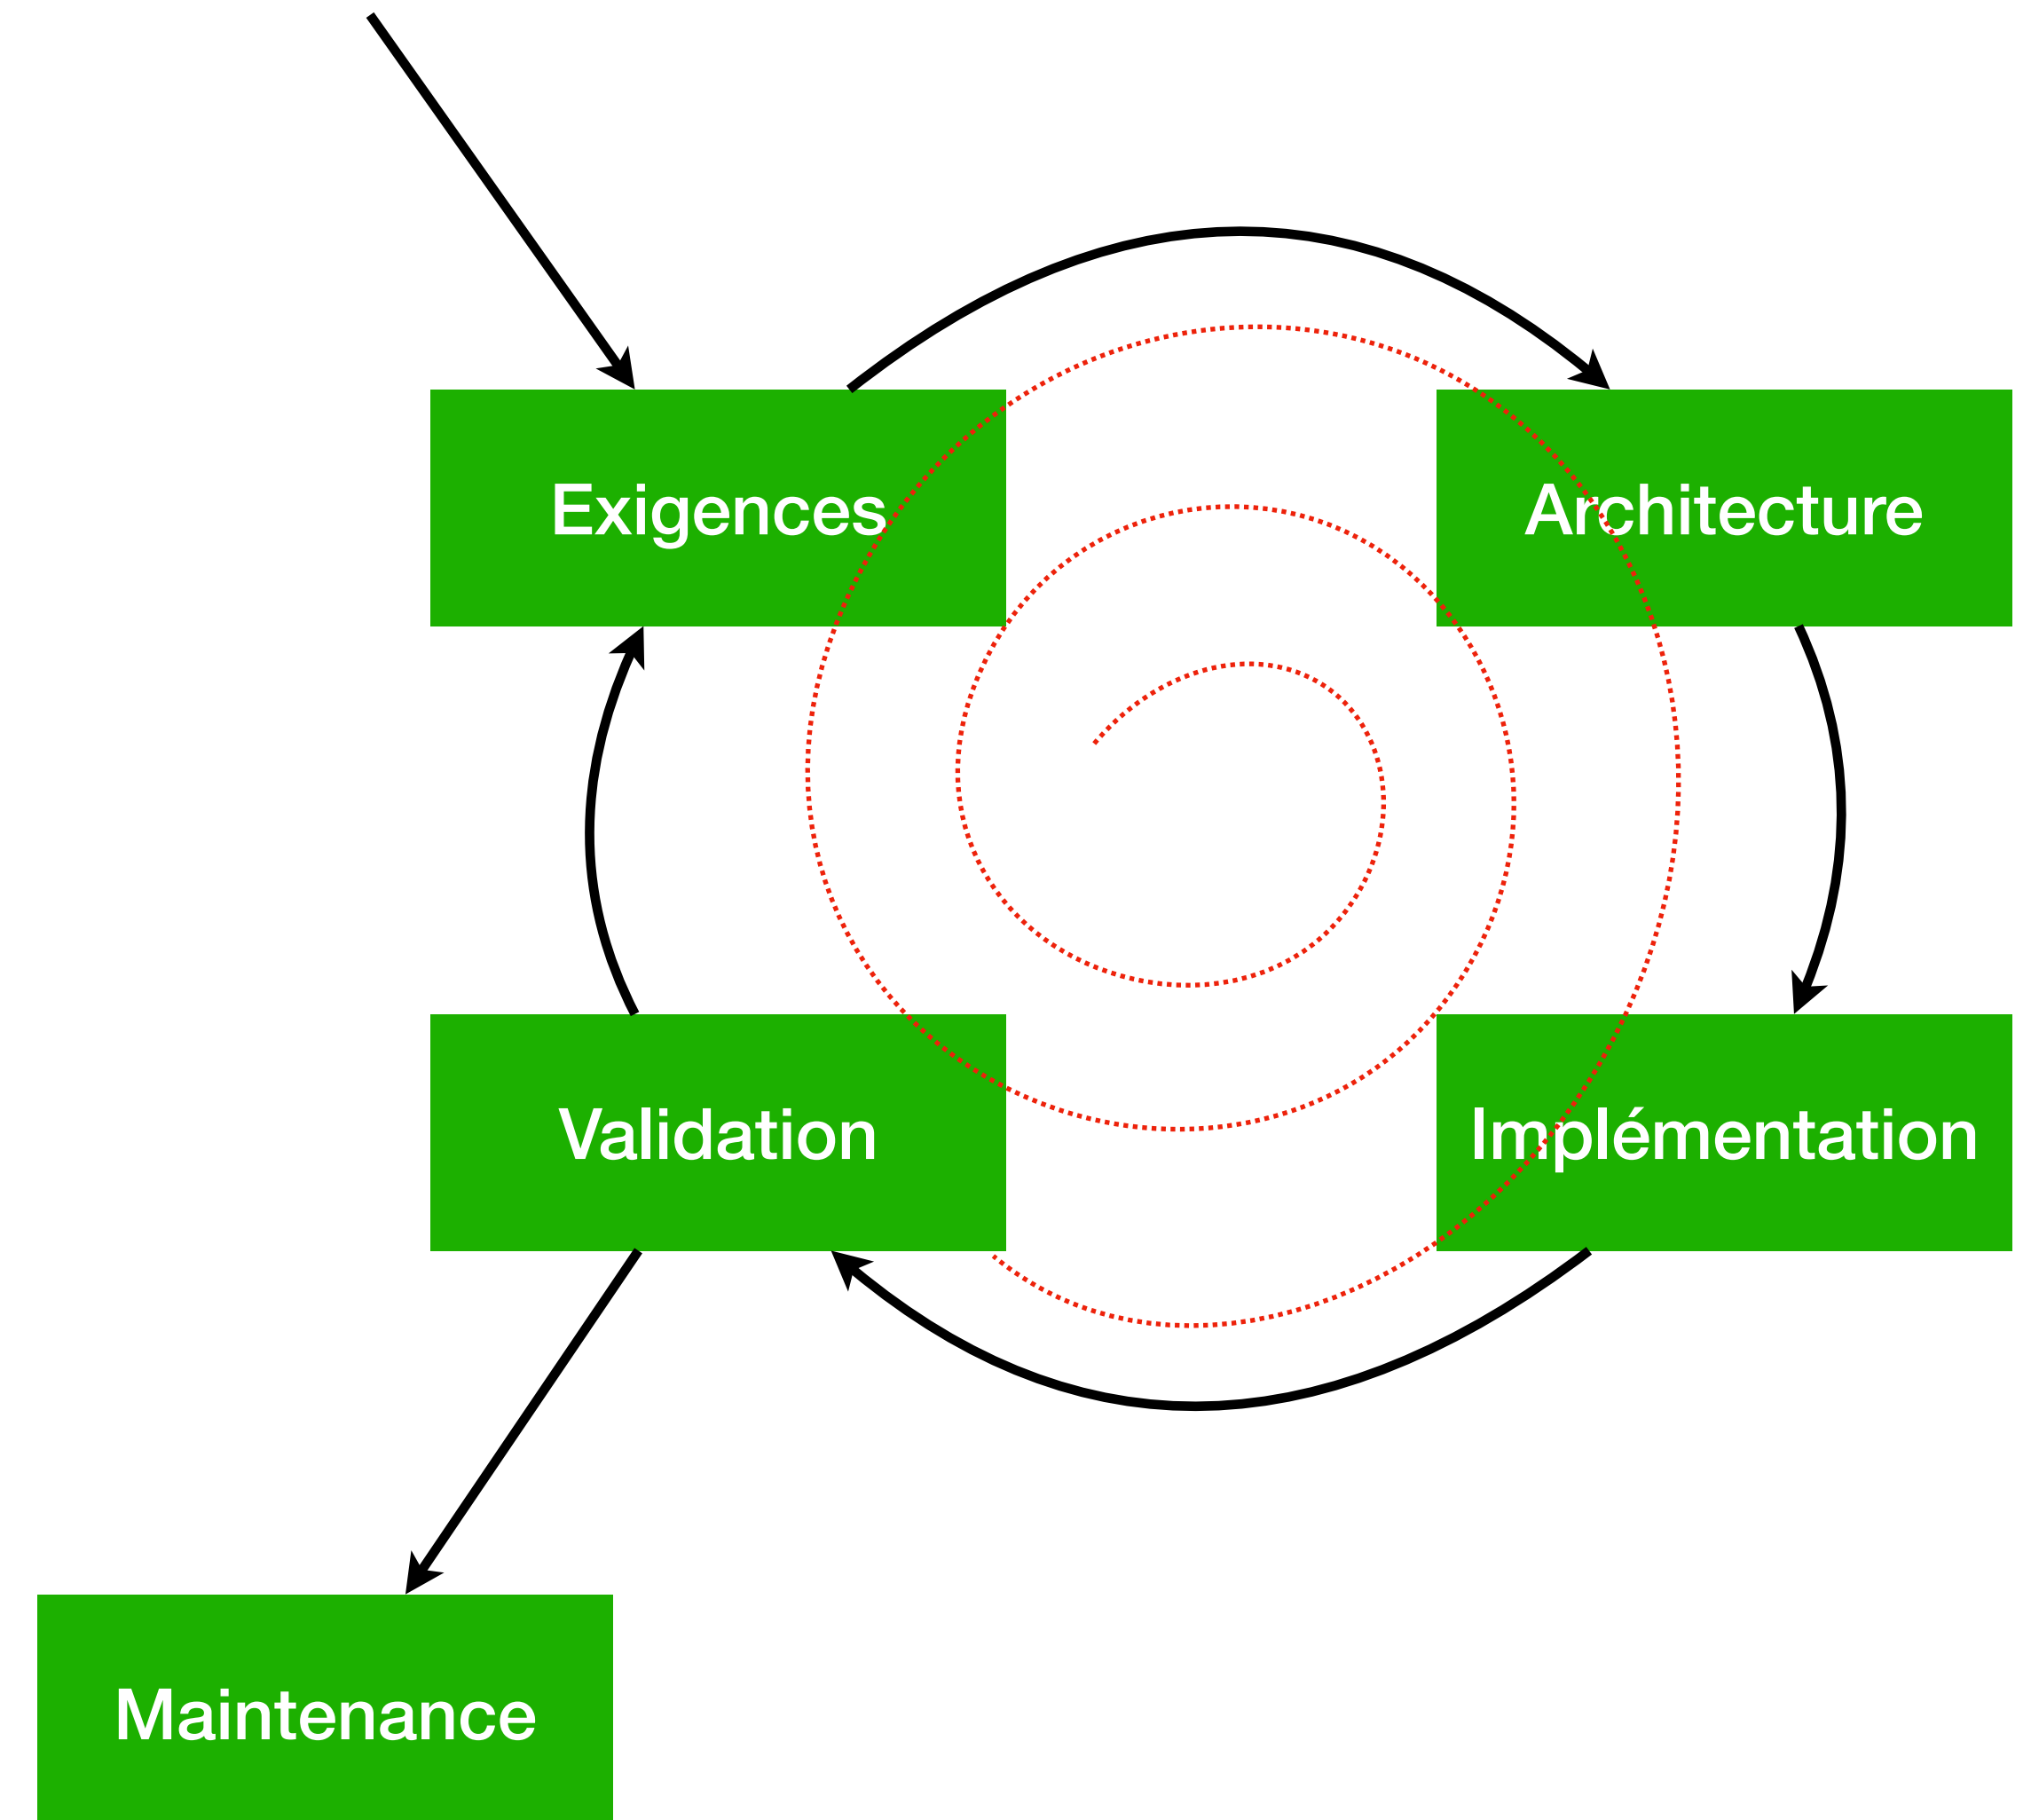 Exigences
Architecture
Validation
Implémentation
Maintenance